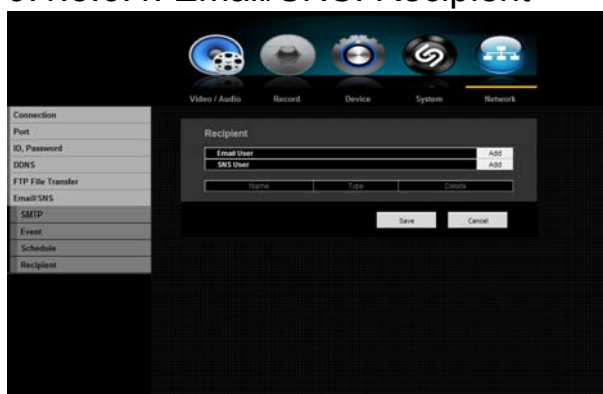 Video / Audio Record Device System Network
Connection
Port
ID, Password
DDNS
FTP File Transfer
Email/SNS
SMTP
Event
Schedule
Recipient
Recipient
Email User Add
SNS User Add
Name Type Delete
Save Cancel